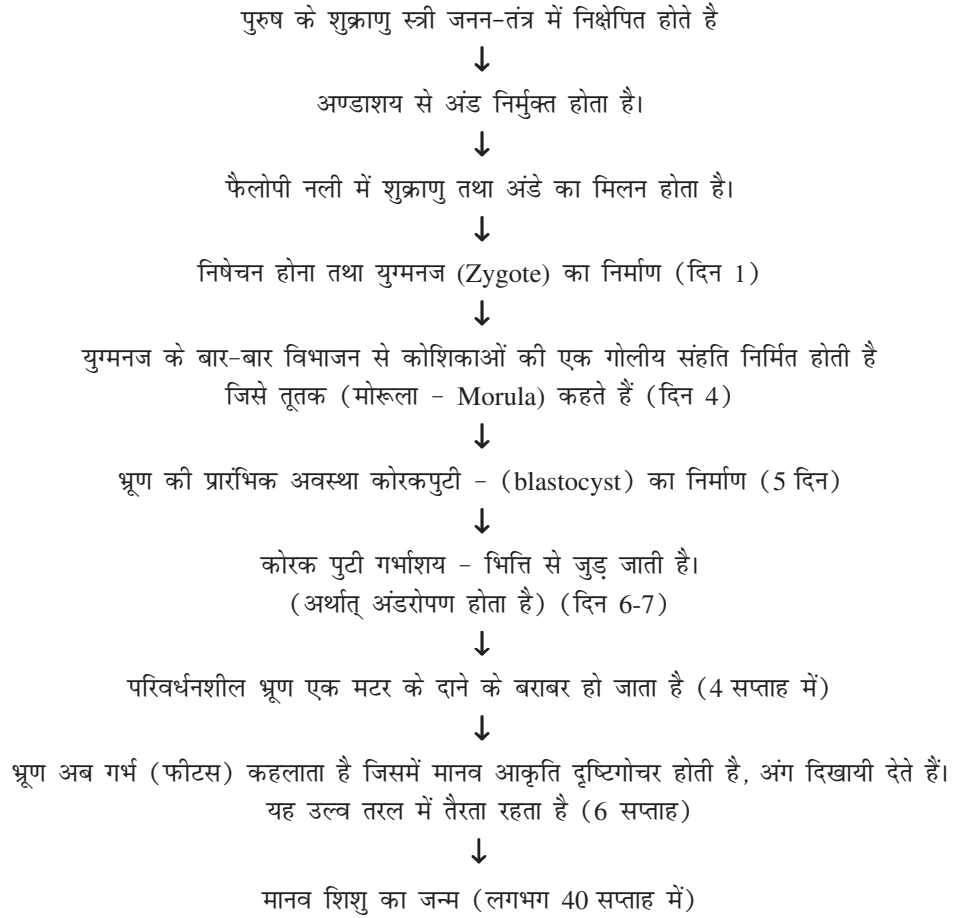 पुरुष के शुक्राणु स्त्री जनन-तंत्र में निक्षेपित होते है
↓
अण्डाशय से अंड निर्मुक्त होता है।
↓
फैलोपी नली में शुक्राणु तथा अंडे का मिलन होता है।
↓
निषेचन होना तथा युग्मनज (Zygote) का निर्माण (दिन 1)
↓
युग्मनज के बार-बार विभाजन से कोशिकाओं की एक गोलीय संहति निर्मित होती है
जिसे तूतक (मोरूला - Morula) कहते हैं (दिन 4)
↓
भ्रूण की प्रारंभिक अवस्था कोरकपुटी - (blastocyst) का निर्माण (5 दिन)
↓
कोरक पुटी गर्भाशय - भित्ति से जुड़ जाती है।
(अर्थात् अंडरोपण होता है) (दिन 6-7)
↓
परिवर्धनशील भ्रूण एक मटर के दाने के बराबर हो जाता है (4 सप्ताह में)
↓
भ्रूण अब गर्भ (फीटस) कहलाता है जिसमें मानव आकृति दृष्टिगोचर होती है, अंग दिखायी देते हैं।
यह उल्व तरल में तैरता रहता है (6 सप्ताह)
↓
मानव शिशु का जन्म (लगभग 40 सप्ताह में)